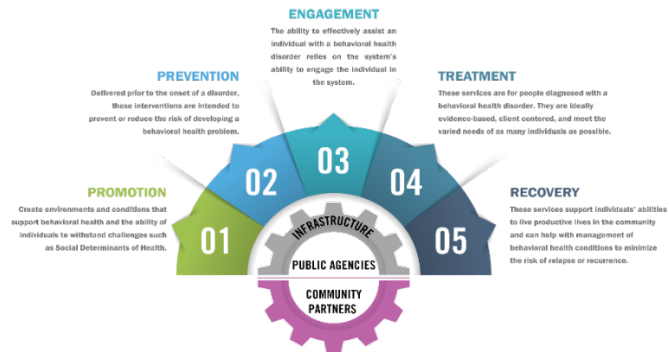 ENGAGEMENT
The ability to effectively assist an
individual with a behavioral health
disorder relies on the system's
ability to engage the individual in
the system.
PREVENTION
Delivered prior to the onset of a disorder,
these interventions are intended to
prevent or reduce the risk of developing a
behavioral health problem.
TREATMENT
These services are for people diagnosed with a
behavioral health disorder. They are ideally
evidence-based, client centered, and meet the
varied needs of as many individuals as possible.
PROMOTION
Create environments and conditions that
support behavioral health and the ability of
individuals to withstand challenges such
as Social Determinants of Health.
RECOVERY
These services support individuals' abilities
to live productive lives in the community
and can help with management of
behavioral health conditions to minimize
the risk of relapse or recurrence.
01
02
03
04
05
INFRASTRUCTURE
PUBLIC AGENCIES
COMMUNITY
PARTNERS